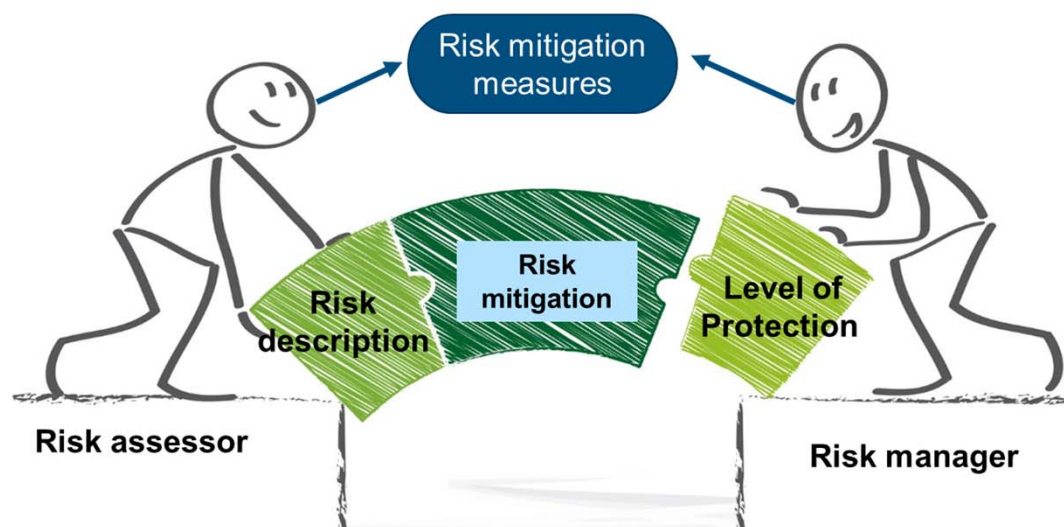 Risk mitigation
measures
Risk
description
Risk
mitigation
Level of
Protection
Risk assessor
Risk manager